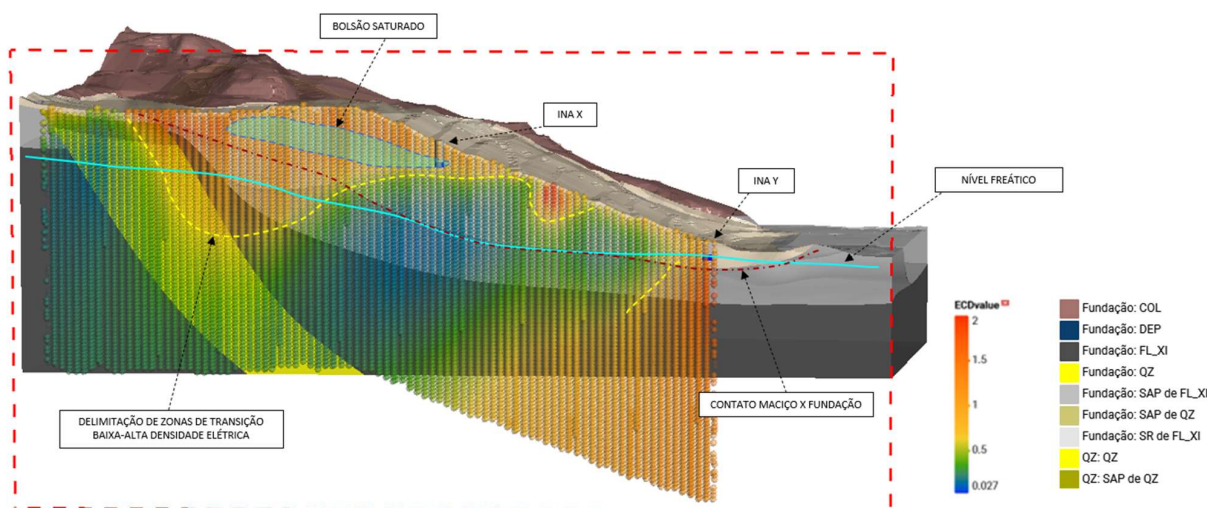 BOLSÃO SATURADO
INA X
INA Y
NÍVEL FREÁTICO
DELIMITAÇÃO DE ZONAS DE TRANSIÇÃO
BAIXA-ALTA DENSIDADE ELÉTRICA
CONTATO MACIÇO X FUNDAÇÃO
ECDvalue
2
1.5
1
0.5
0.027
Fundação: COL
Fundação: DEP
Fundação: FL_XI
Fundação: QZ
Fundação: SAP de FL_XI
Fundação: SAP de QZ
Fundação: SR de FL_XI
QZ: QZ
QZ: SAP de QZ